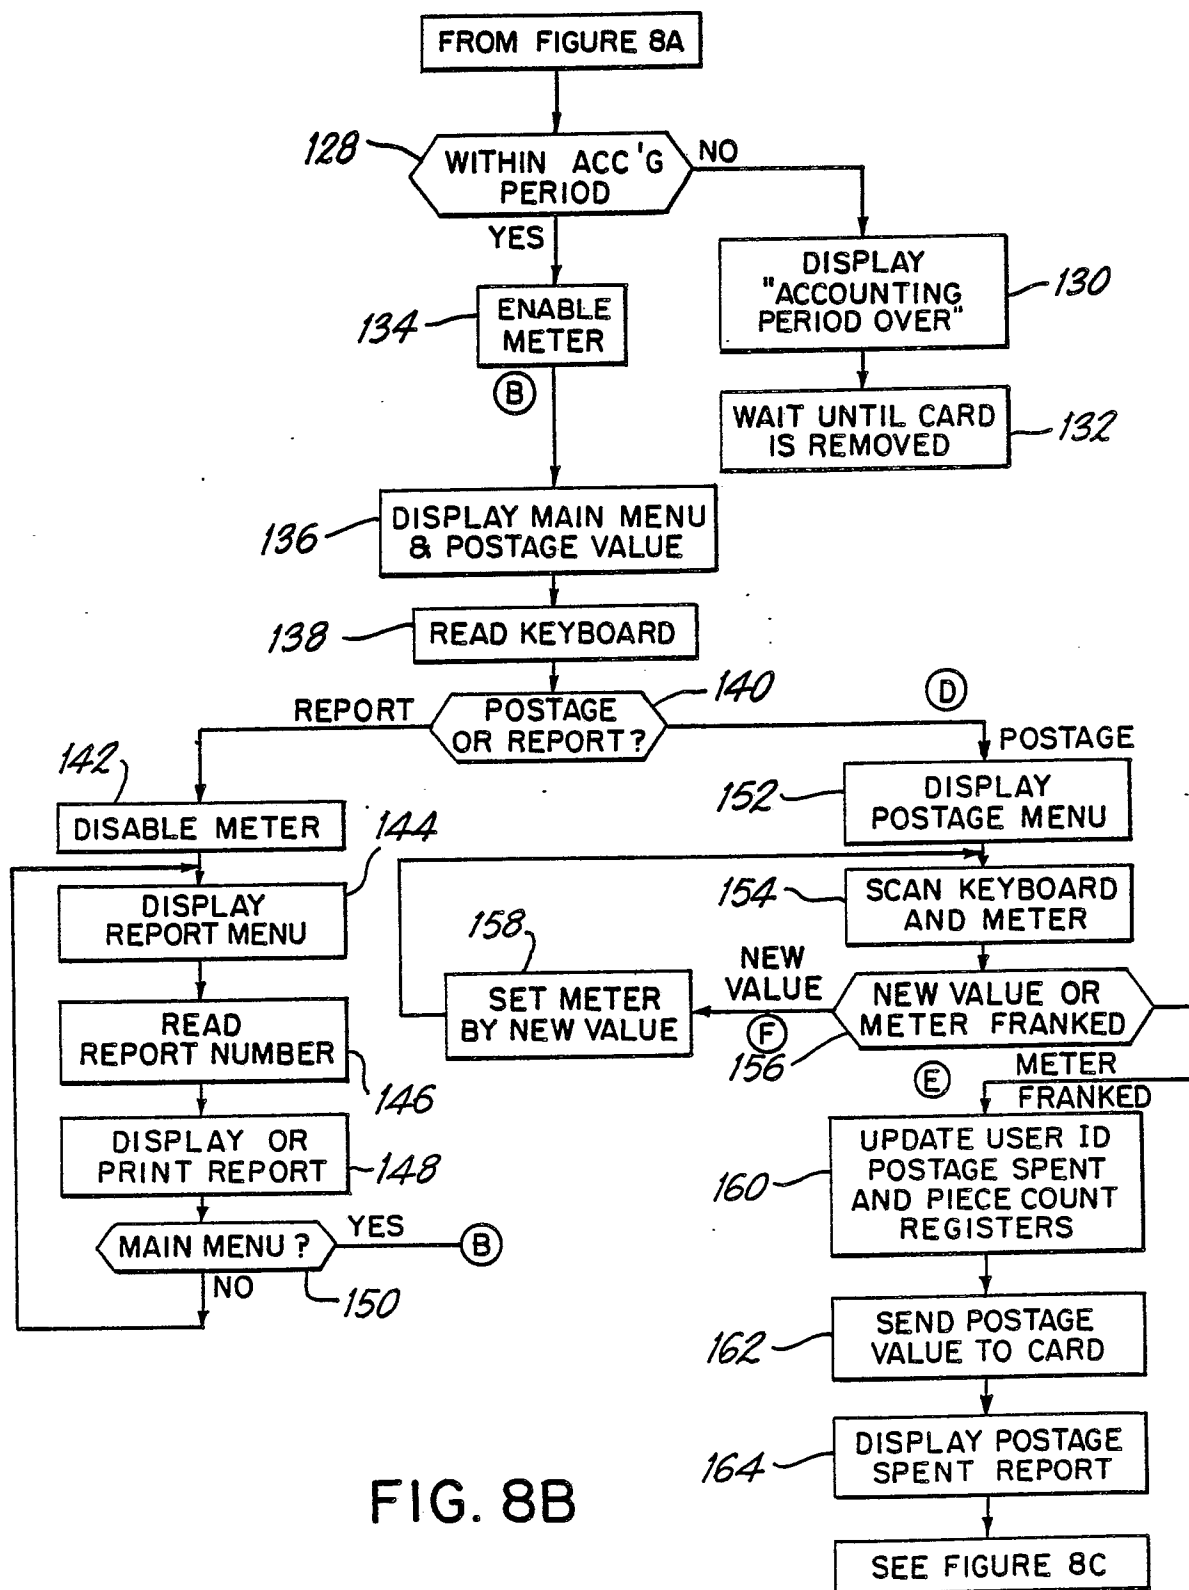 FROM FIGURE 8A
128
WITHIN ACC'G
PERIOD
NO
YES
DISPLAY
"ACCOUNTING
PERIOD OVER"
130
134
ENABLE
METER
B
WAIT UNTIL CARD
IS REMOVED
132
136
DISPLAY MAIN MENU
& POSTAGE VALUE
138
READ KEYBOARD
140
REPORT
POSTAGE
OR REPORT?
D
POSTAGE
142
DISABLE METER
144
DISPLAY
REPORT MENU
READ
REPORT NUMBER
146
DISPLAY OR
PRINT REPORT
148
MAIN MENU?
YES
B
NO
150
152
DISPLAY
POSTAGE MENU
154
SCAN KEYBOARD
AND METER
158
SET METER
BY NEW VALUE
NEW
VALUE
F
NEW VALUE OR
METER FRANKED
156
E
METER
FRANKED
160
UPDATE USER ID
POSTAGE SPENT
AND PIECE COUNT
REGISTERS
162
SEND POSTAGE
VALUE TO CARD
164
DISPLAY POSTAGE
SPENT REPORT
SEE FIGURE 8C
FIG. 8B